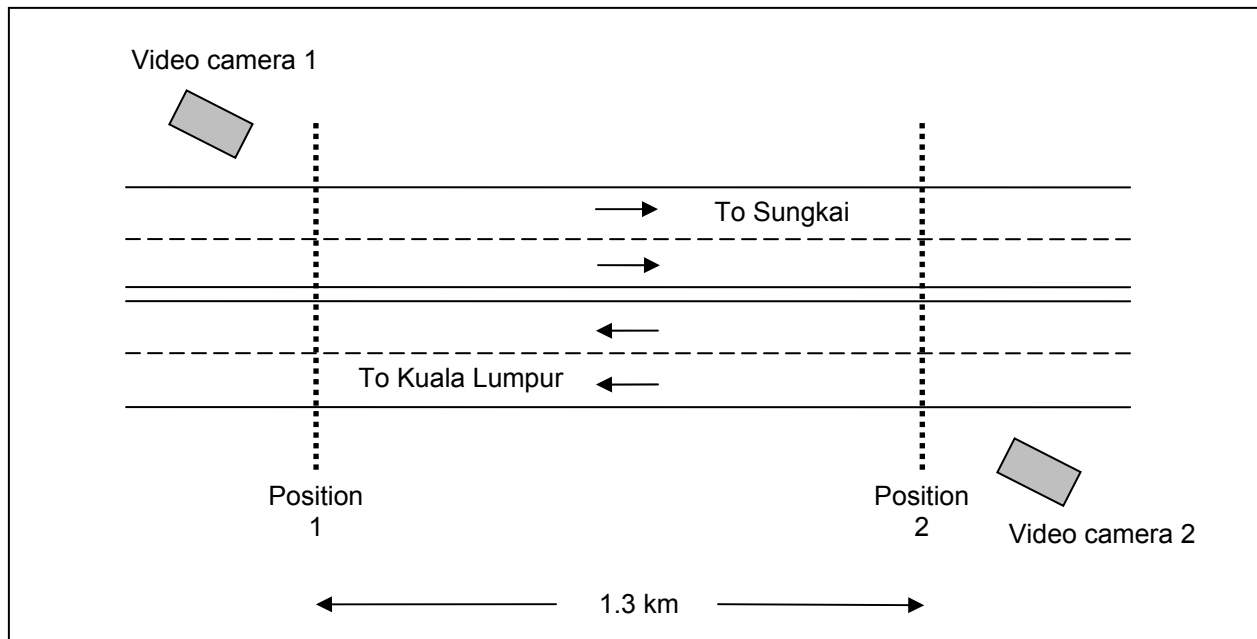 Video camera 1
To Sungkai
To Kuala Lumpur
Position
1
Position
2
Video camera 2
1.3 km